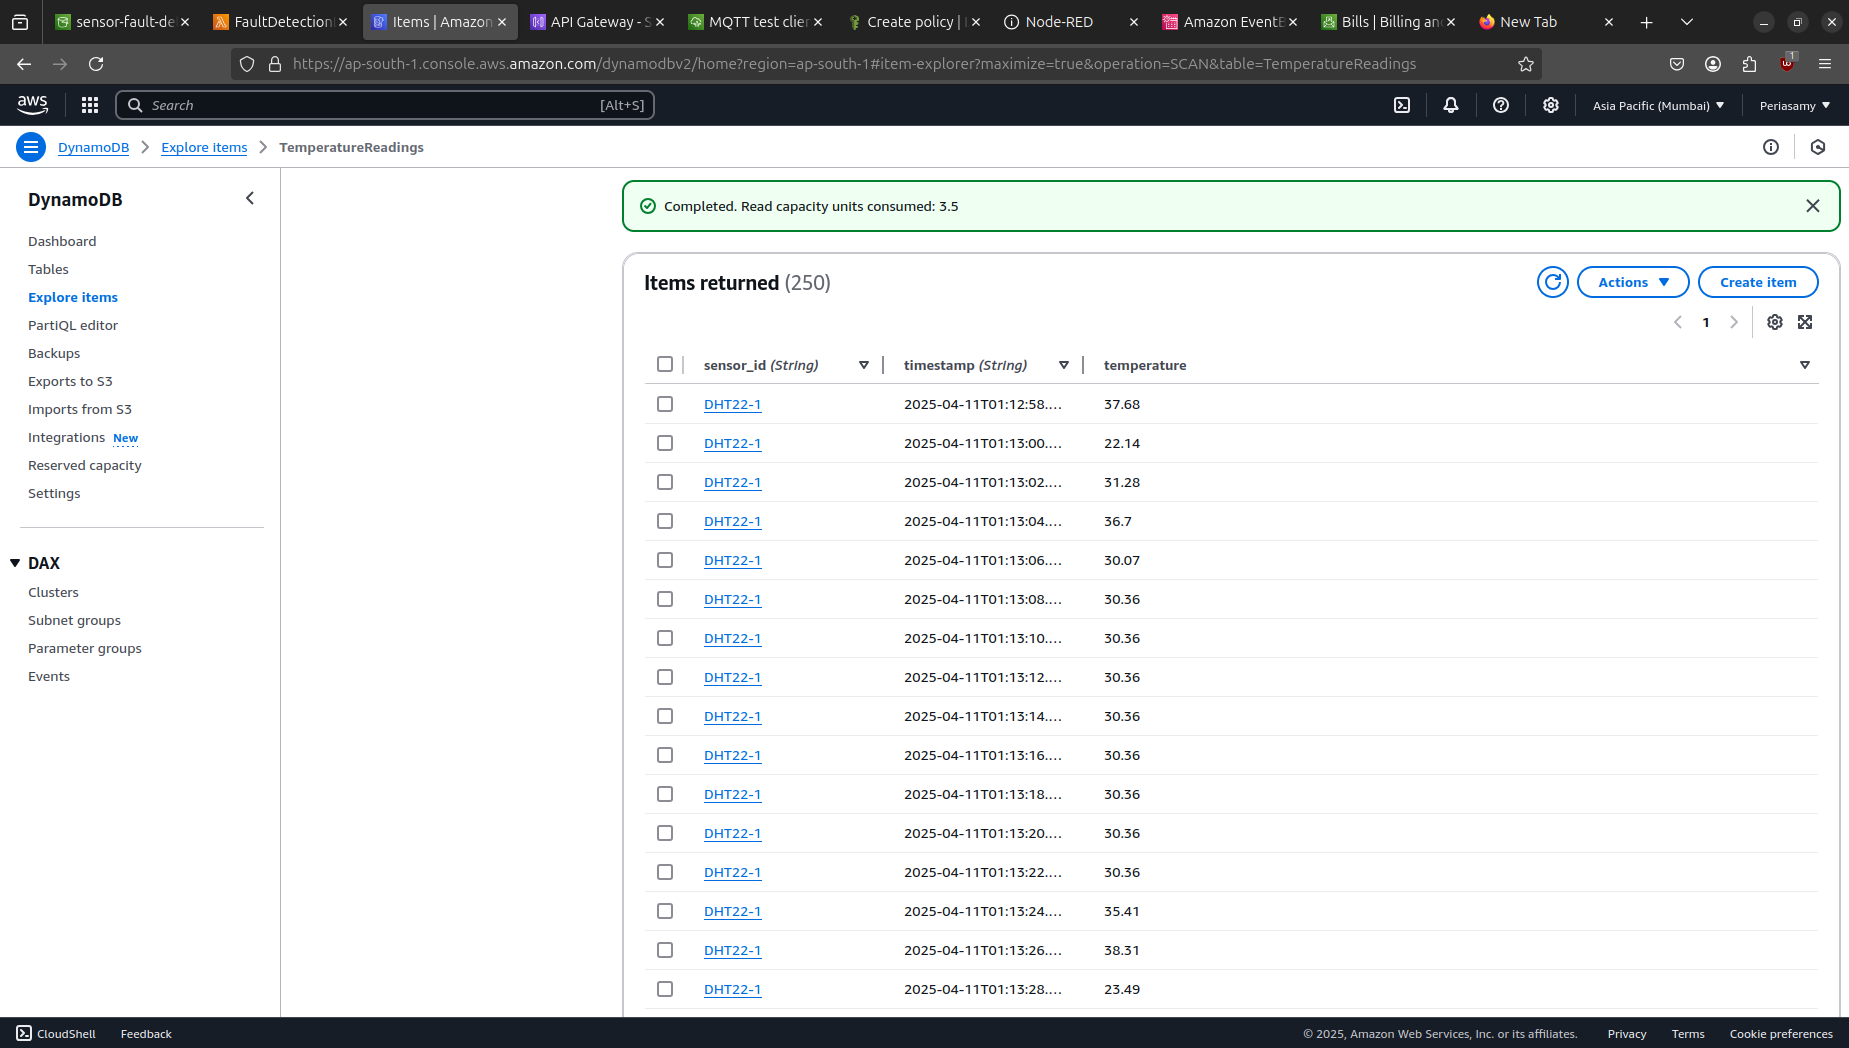 sensor-fault-de
FaultDetection
Items | Amazon
API Gateway - S
MQTT test clien
Create policy |
Node-RED
Amazon EventB
Bills | Billing an
New Tab
https://ap-south-1.console.aws.amazon.com/dynamodbv2/home?region=ap-south-1#item-explorer?maximize=true&operation=SCAN&table=TemperatureReadings
1
aws
Search
[Alt+S]
Asia Pacific (Mumbai)
Periasamy
DynamoDB
Explore items
TemperatureReadings
DynamoDB
Dashboard
Tables
Explore items
PartiQL editor
Backups
Exports to S3
Imports from S3
Integrations New
Reserved capacity
Settings
DAX
Clusters
Subnet groups
Parameter groups
Events
Completed. Read capacity units consumed: 3.5
Items returned (250)
Actions
Create item
1
sensor_id (String) timestamp (String) temperature
DHT22-1 2025-04-11T01:12:58.... 37.68
DHT22-1 2025-04-11T01:13:00.... 22.14
DHT22-1 2025-04-11T01:13:02.... 31.28
DHT22-1 2025-04-11T01:13:04.... 36.7
DHT22-1 2025-04-11T01:13:06.... 30.07
DHT22-1 2025-04-11T01:13:08.... 30.36
DHT22-1 2025-04-11T01:13:10.... 30.36
DHT22-1 2025-04-11T01:13:12.... 30.36
DHT22-1 2025-04-11T01:13:14.... 30.36
DHT22-1 2025-04-11T01:13:16.... 30.36
DHT22-1 2025-04-11T01:13:18.... 30.36
DHT22-1 2025-04-11T01:13:20.... 30.36
DHT22-1 2025-04-11T01:13:22.... 30.36
DHT22-1 2025-04-11T01:13:24.... 35.41
DHT22-1 2025-04-11T01:13:26.... 38.31
DHT22-1 2025-04-11T01:13:28.... 23.49
CloudShell
Feedback
© 2025, Amazon Web Services, Inc. or its affiliates.
Privacy
Terms
Cookie preferences